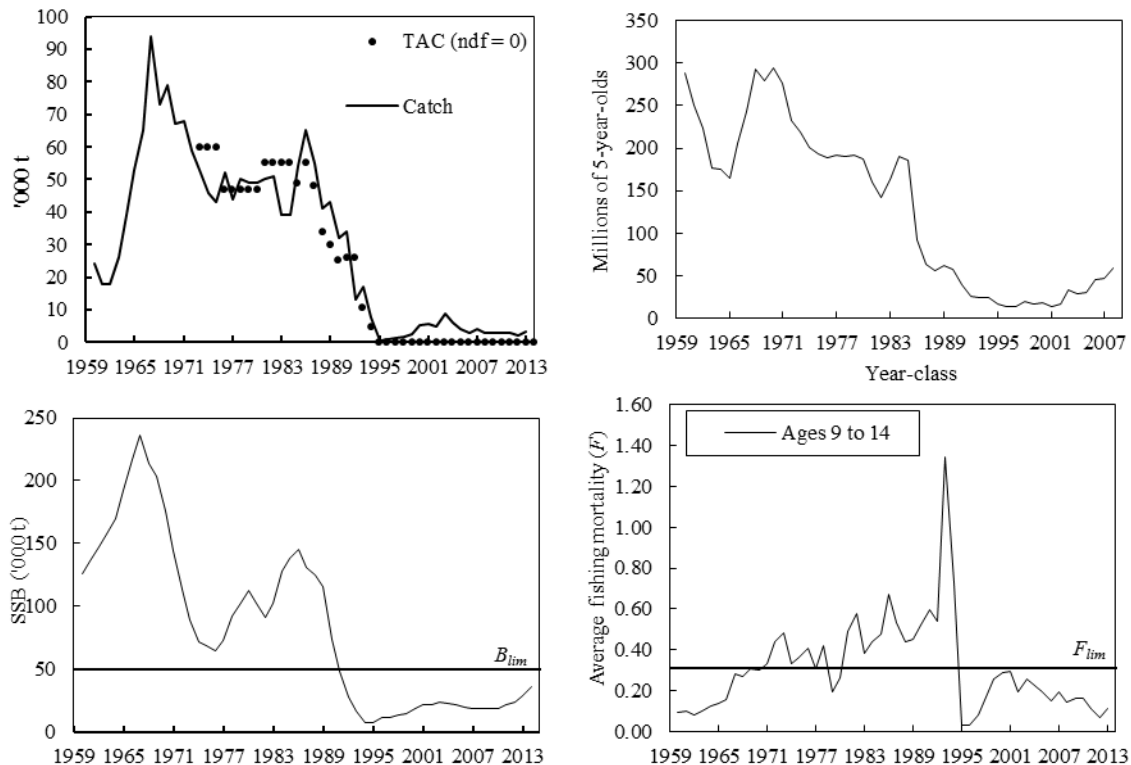 100
90
80
70
60
50
40
30
20
10
0
'000 t
TAC (ndf = 0)
Catch
1959 1965 1971 1977 1983 1989 1995 2001 2007 2013
350
300
250
200
150
100
50
0
Millions of 5-year-olds
1959 1965 1971 1977 1983 1989 1995 2001 2007
Year-class
250
200
150
100
50
0
SSB ('000 t)
Blim
1959 1965 1971 1977 1983 1989 1995 2001 2007 2013
1.60
1.40
1.20
1.00
0.80
0.60
0.40
0.20
0.00
Average fishing mortality (F)
Ages 9 to 14
Flim
1959 1965 1971 1977 1983 1989 1995 2001 2007 2013